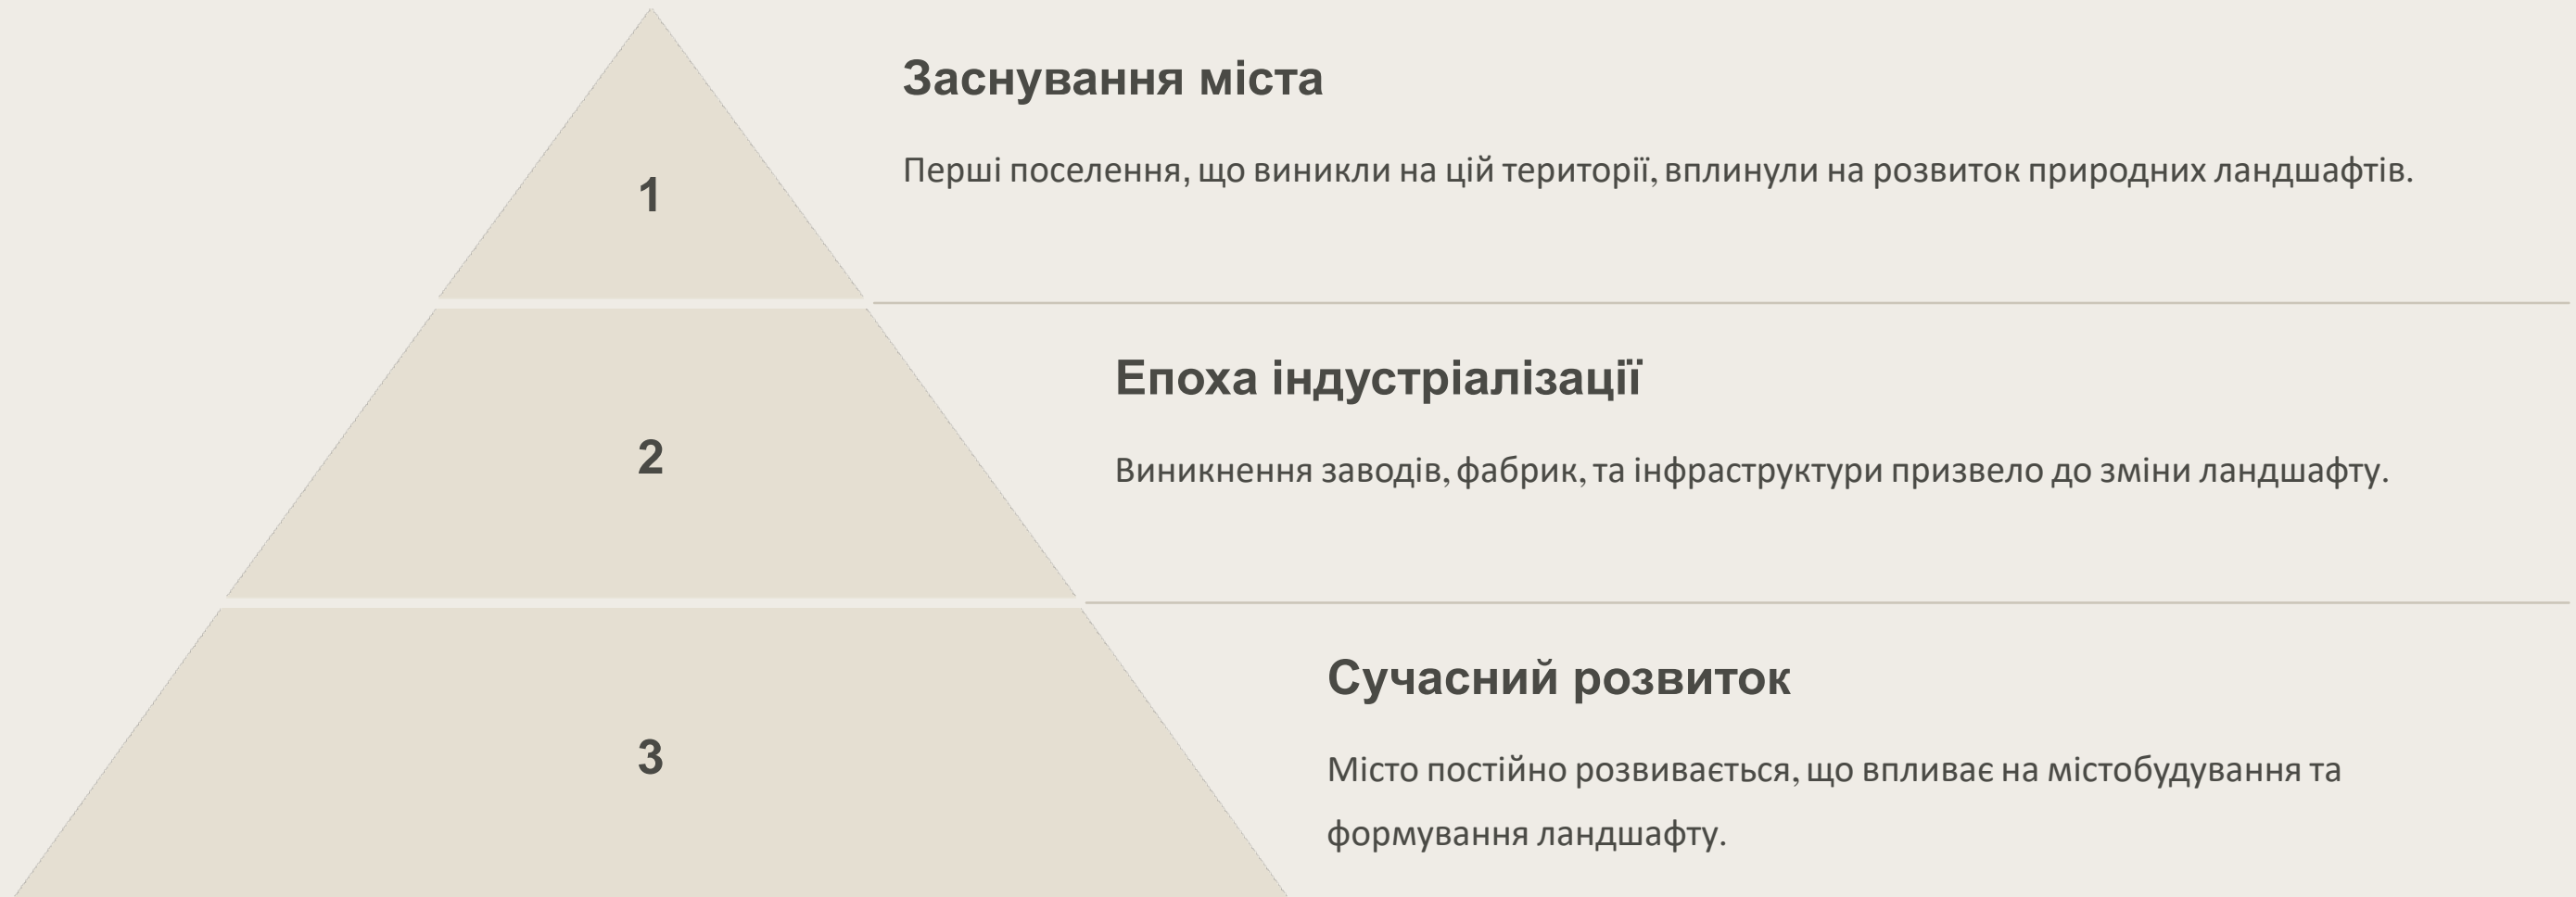 Заснування міста
Перші поселення, що виникли на цій території, вплинули на розвиток природних ландшафтів.
1
Епоха індустріалізації
Виникнення заводів, фабрик, та інфраструктури призвело до зміни ландшафту.
2
Сучасний розвиток
Місто постійно розвивається, що впливає на містобудування та
формування ландшафту.
3